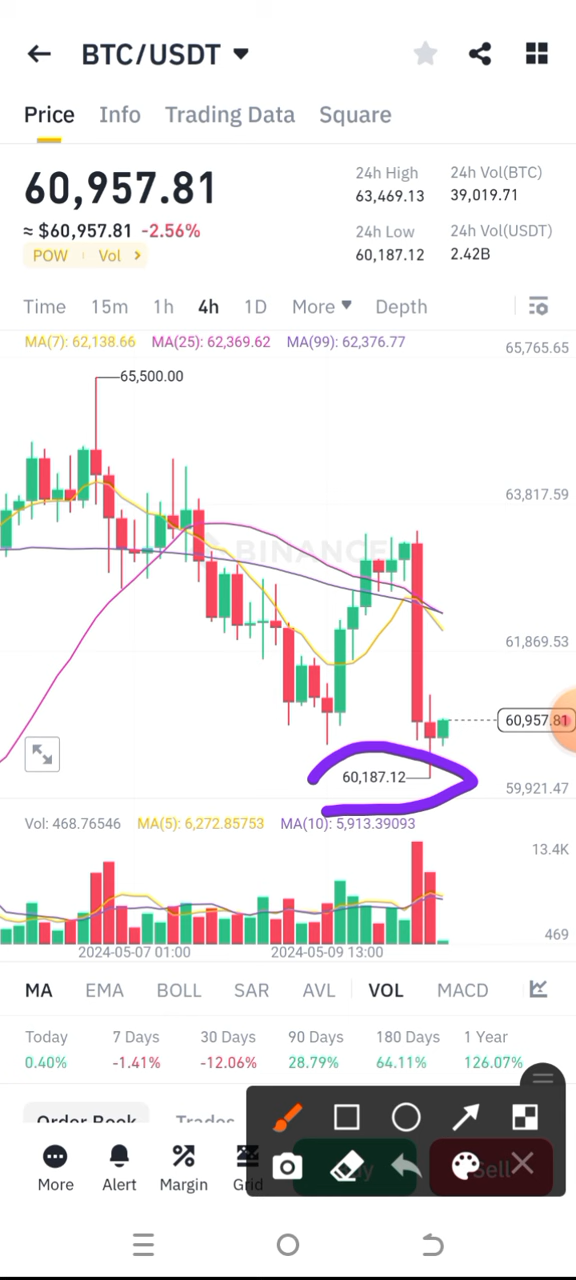 BTC/USDT
Price Info Trading Data Square
60,957.81
≈ $60,957.81 -2.56%
POW Vol >
24h High
63,469.13
24h Vol(BTC)
39,019.71
24h Low
60,187.12
24h Vol(USDT)
2.42B
Time 15m 1h 4h 1D More Depth
MA(7): 62,138.66 MA(25): 62,369.62 MA(99): 62,376.77
65,765.65
65,500.00
63,817.59
BINANCE
61,869.53
60,957.81
60,187.12
59,921.47
Vol: 468.76546 MA(5): 6,272.85753 MA(10): 5,913.39093
13.4K
469
2024-05-07 01:00 2024-05-09 13:00
MA EMA BOLL SAR AVL VOL MACD
Today 7 Days 30 Days 90 Days 180 Days 1 Year
0.40% -1.41% -12.06% 28.79% 64.11% 126.07%
Order Book Trades
More Alert Margin Grid Sell